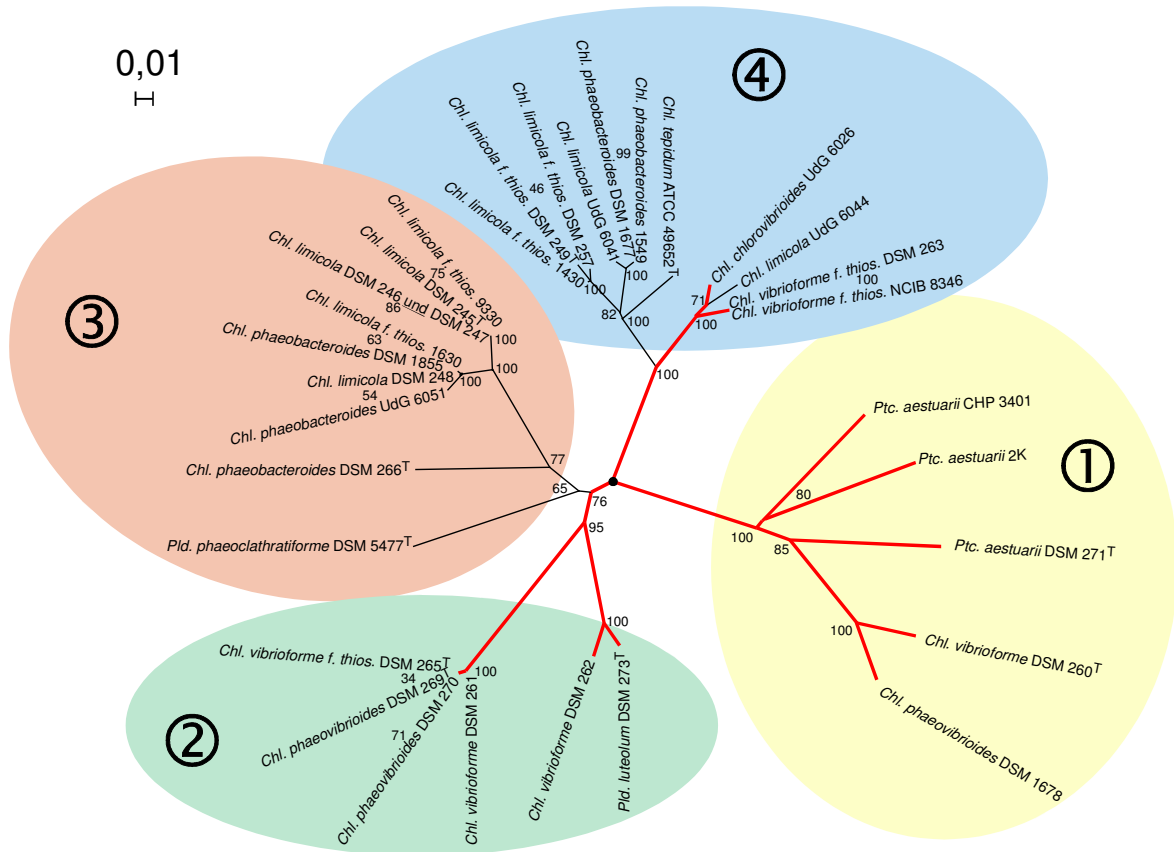 0,01
④
Chl. limicola f. thios. 1430
Chl. limicola f. thios. DSM 249T
46
Chl. limicola f. thios. DSM 257
100
Chl. limicola UdG 6041
Chl. phaeobacteroides DSM 1677
99
Chl. phaeobacteroides 1549
100
Chl. tepidum ATCC 49652T
82
100
Chl. chlorovibrioides UdG 6026
Chl. limicola UdG 6044
71
Chl. vibrioforme f. thios. DSM 263
100
Chl. vibrioforme f. thios. NCIB 8346
100
100
③
Chl. limicola f. thios. 9330
75
Chl. limicola DSM 245T
Chl. limicola DSM 246 und DSM 247
86
100
Chl. limicola f. thios. 1630
63
Chl. phaeobacteroides DSM 1855
Chl. limicola DSM 248
54
100
100
Chl. phaeobacteroides UdG 6051
77
Chl. phaeobacteroides DSM 266T
65
76
Pld. phaeoclathratiforme DSM 5477T
95
①
Ptc. aestuarii CHP 3401
Ptc. aestuarii 2K
80
100
85
Ptc. aestuarii DSM 271T
100
Chl. vibrioforme DSM 260T
Chl. phaeovibrioides DSM 1678
②
Chl. vibrioforme f. thios. DSM 265T
34
100
Chl. phaeovibrioides DSM 269T
Chl. phaeovibrioides DSM 270
71
Chl. vibrioforme DSM 261
100
Chl. vibrioforme DSM 262
Pld. luteolum DSM 273T